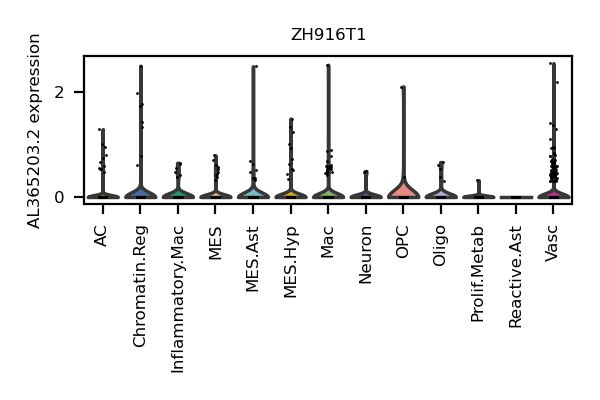 ZH916T1
AL365203.2 expression
2
0
AC
Chromatin.Reg
Inflammatory.Mac
MES
MES.Ast
MES.Hyp
Mac
Neuron
OPC
Oligo
Prolif.Metab
Reactive.Ast
Vasc